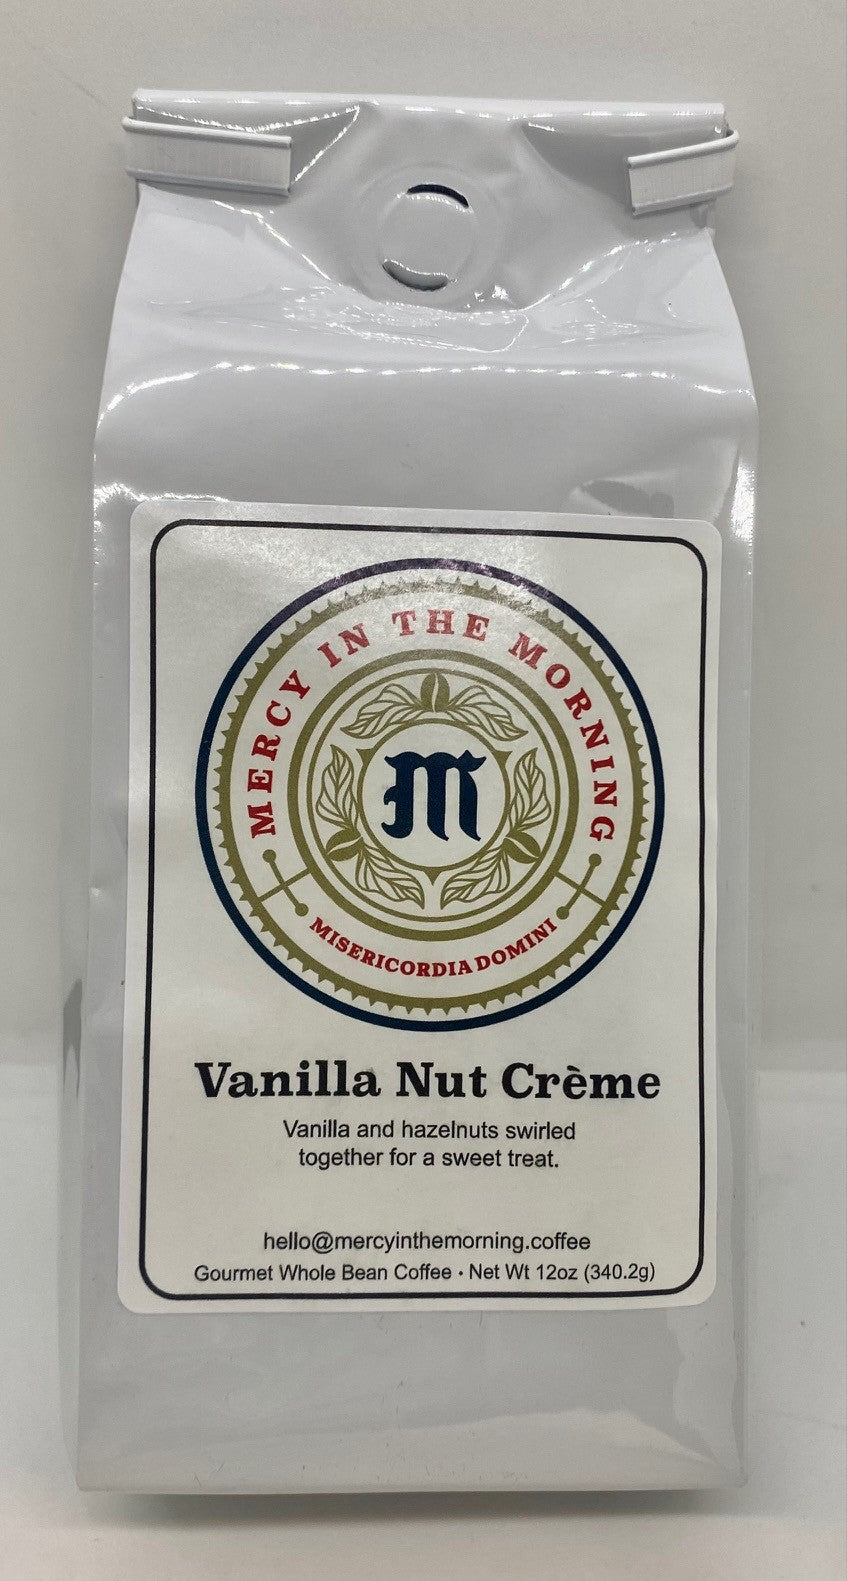 MERCY IN THE MORNING
M
MISERICORDIA DOMINI
Vanilla Nut Crème
Vanilla and hazelnuts swirled
together for a sweet treat.
hello@mercyinthemorning.coffee
Gourmet Whole Bean Coffee • Net Wt 12oz (340.2g)